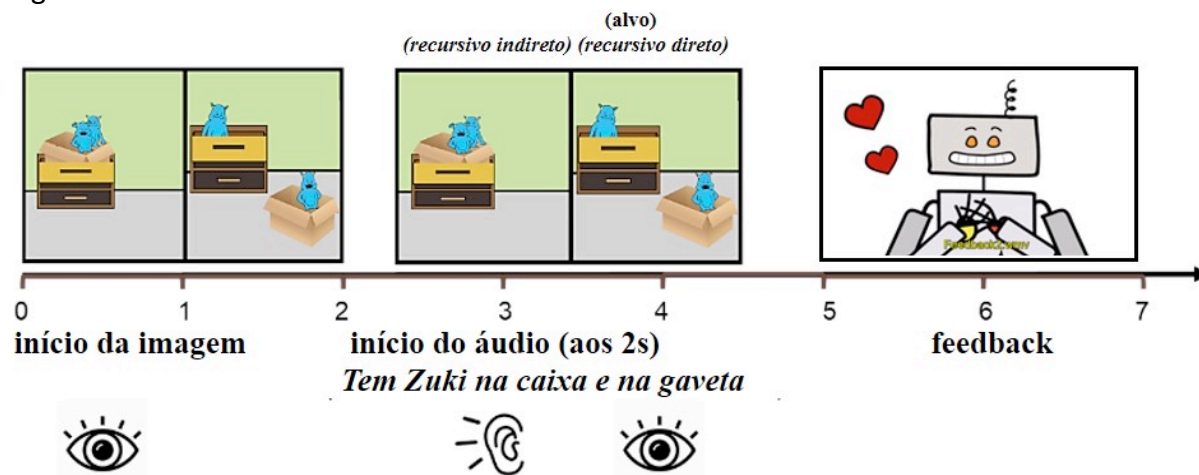 (alvo)
(recursivo indireto) (recursivo direto)
Feedback2.wmv
0 1 2 3 4 5 6 7
início da imagem início do áudio (aos 2s) feedback
Tem Zuki na caixa e na gaveta